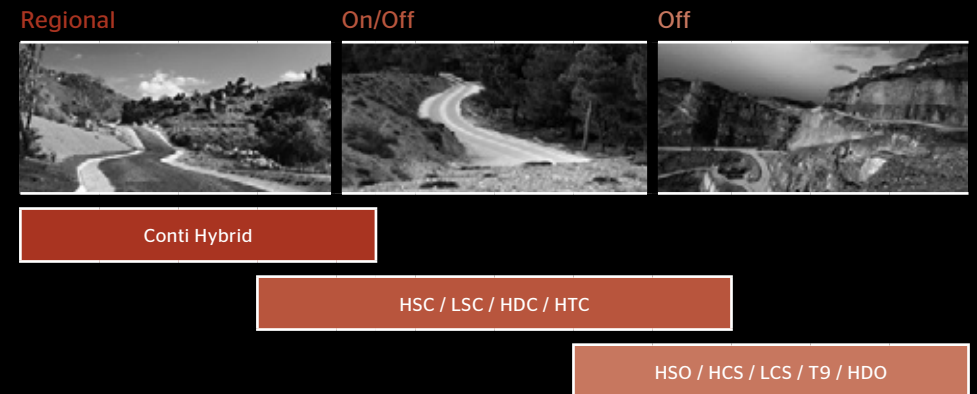 Regional
On/Off
Off
Conti Hybrid
HSC / LSC / HDC / HTC
HSO / HCS / LCS / T9 / HDO